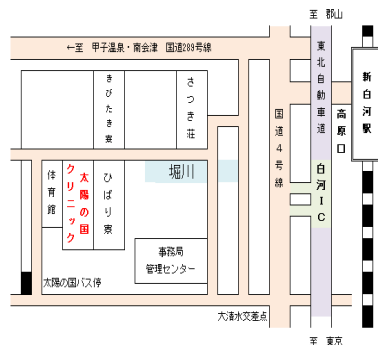 至 郡山
←至 甲子温泉・南会津 国道289号線
東北自動車道
新白河駅
きびたき寮
さつき荘
国道4号線
高原口
体育館
太陽の国
クリニック
ひばり寮
堀川
白河IC
事務局
管理センター
太陽の国バス停
大清水交差点
至 東京